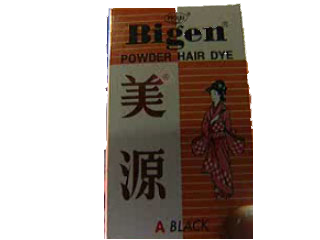 Bigen®
POWDER HAIR DYE
美®
源
A BLACK